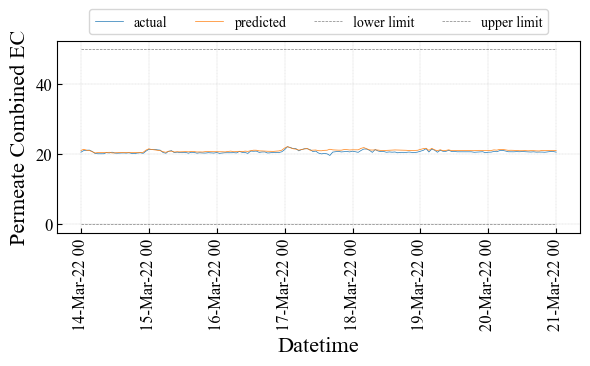 actual predicted lower limit upper limit
Permeate Combined EC
40
20
0
14-Mar-22 00
15-Mar-22 00
16-Mar-22 00
17-Mar-22 00
18-Mar-22 00
19-Mar-22 00
20-Mar-22 00
21-Mar-22 00
Datetime